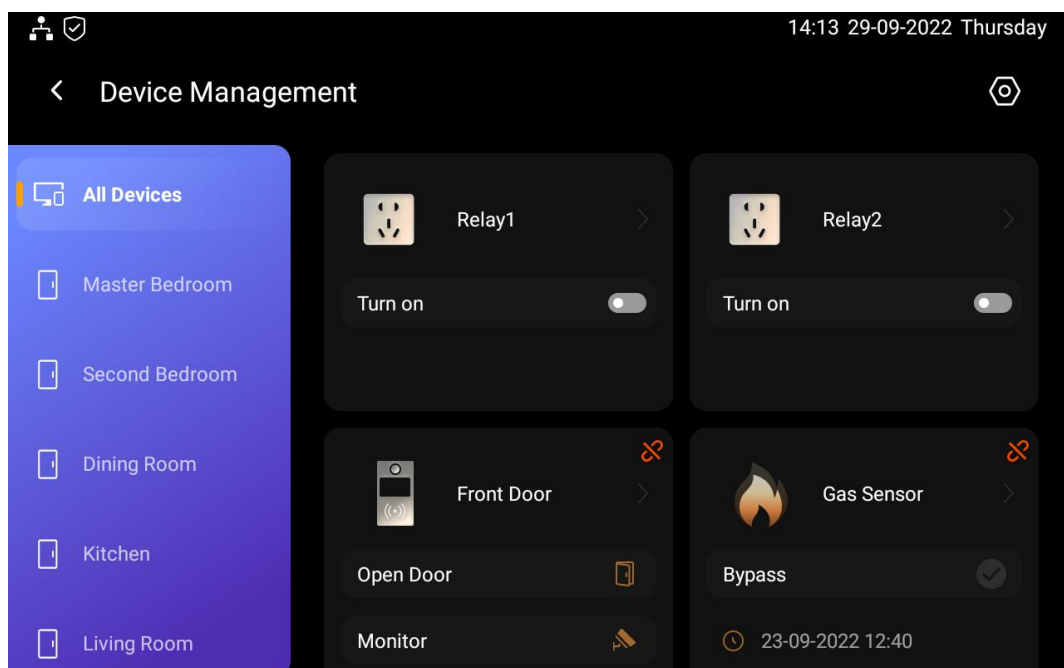 14:13 29-09-2022 Thursday
Device Management
All Devices
Master Bedroom
Second Bedroom
Dining Room
Kitchen
Living Room
Relay1
Turn on
Relay2
Turn on
Front Door
Open Door
Monitor
Gas Sensor
Bypass
23-09-2022 12:40